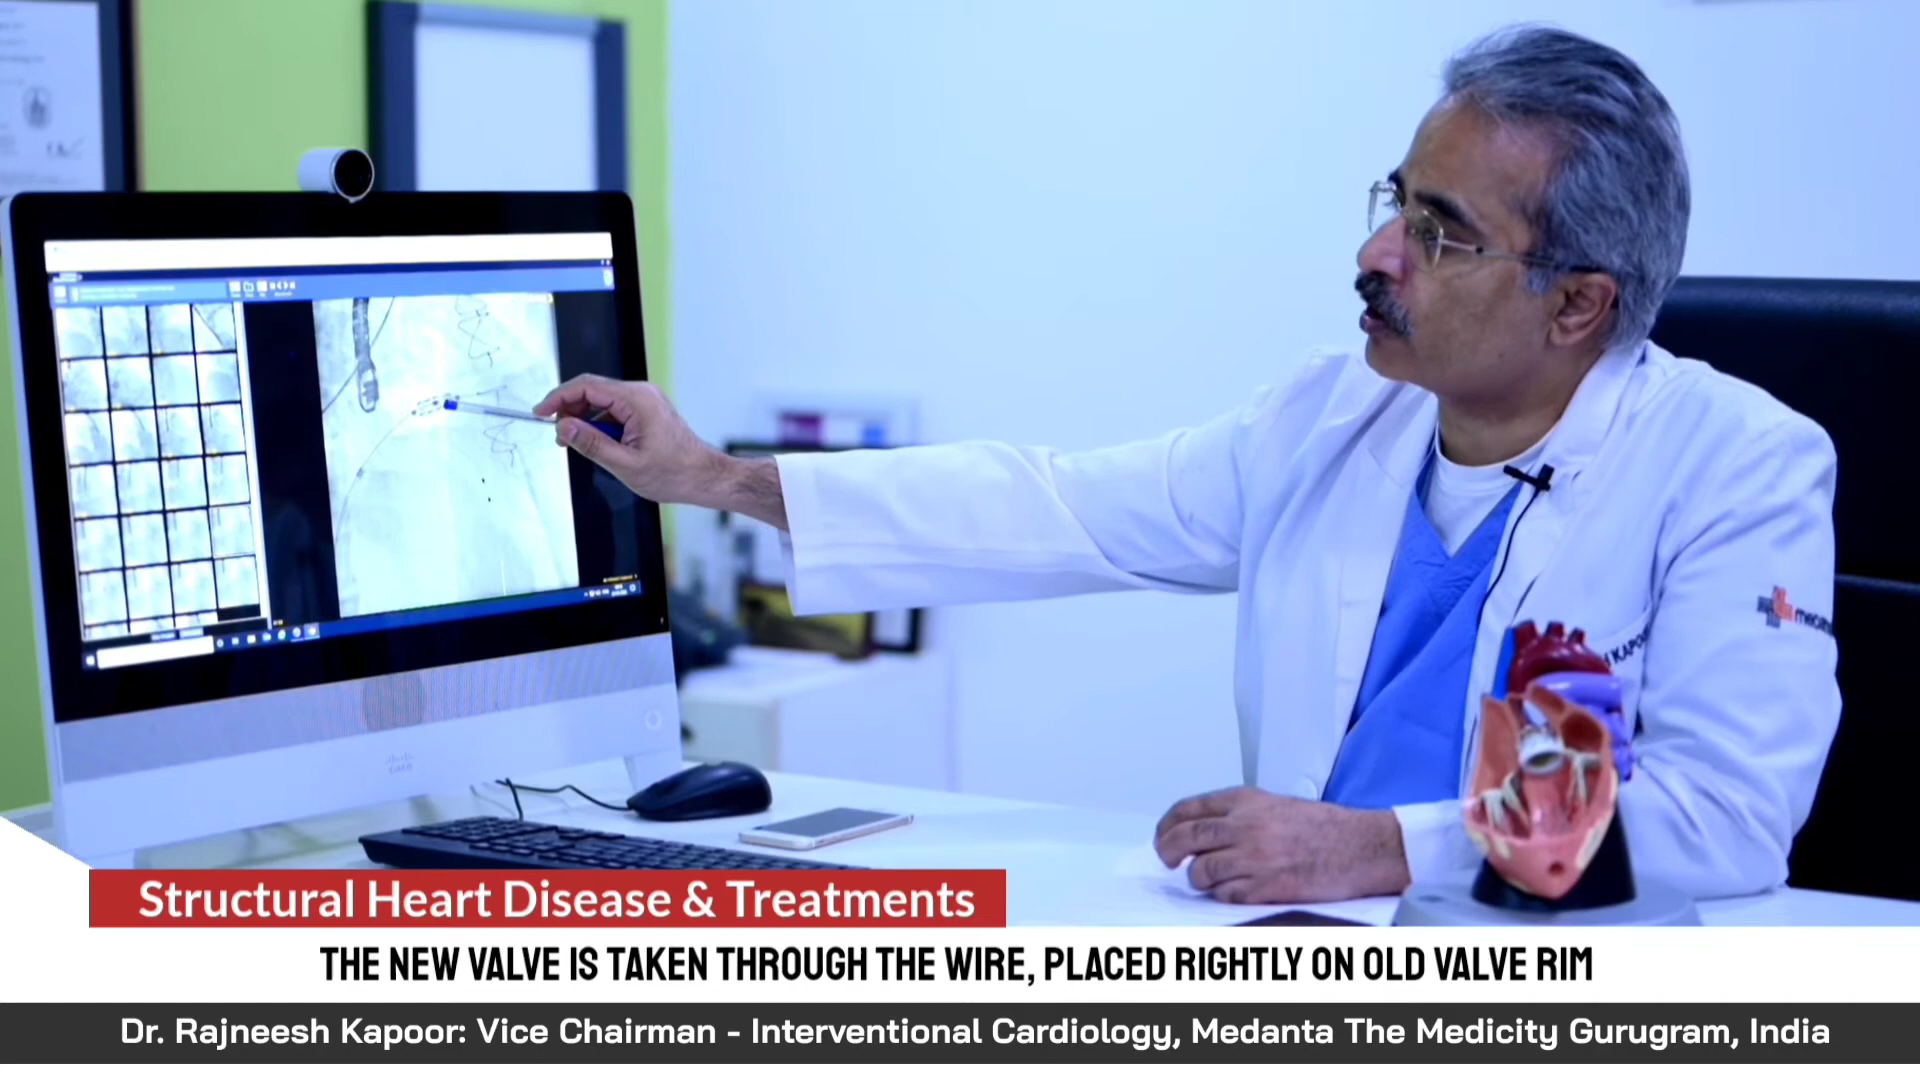 Structural Heart Disease & Treatments
THE NEW VALVE IS TAKEN THROUGH THE WIRE, PLACED RIGHTLY ON OLD VALVE RIM
Dr. Rajneesh Kapoor: Vice Chairman - Interventional Cardiology, Medanta The Medicity Gurugram, India